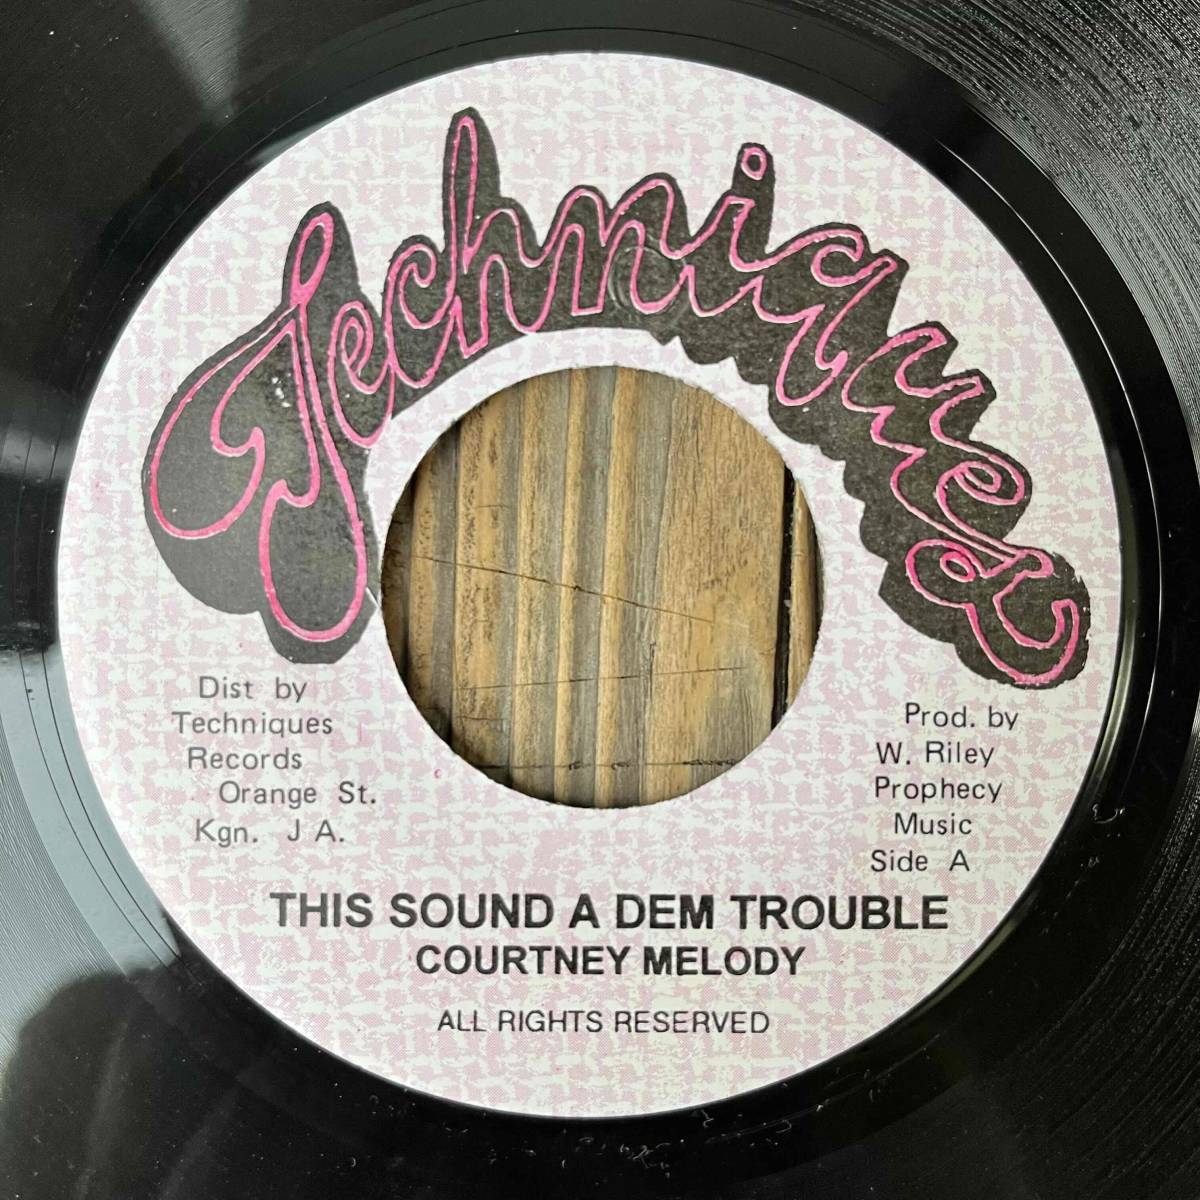 Techniques
Dist by
Techniques
Records
Orange St.
Kgn. J A.
Prod. by
W. Riley
Prophecy
Music
Side A
THIS SOUND A DEM TROUBLE
COURTNEY MELODY
ALL RIGHTS RESERVED